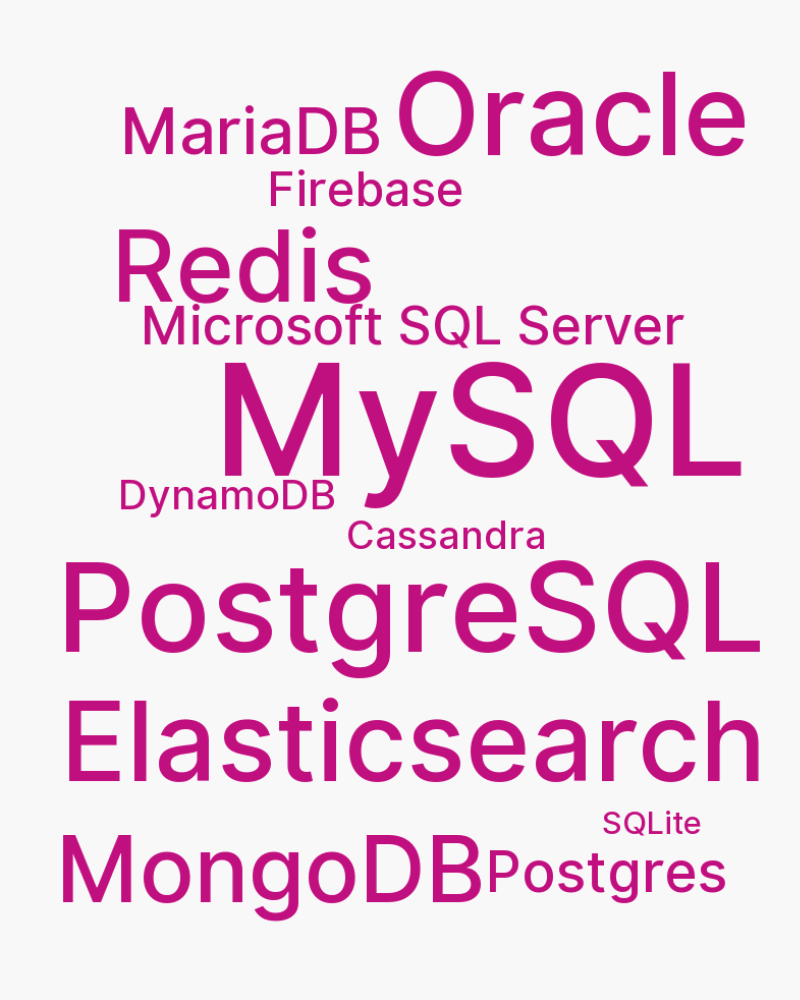 MariaDB Oracle
Firebase
Redis
Microsoft SQL Server
MySQL
DynamoDB
Cassandra
PostgreSQL
Elasticsearch
SQLite
MongoDB Postgres